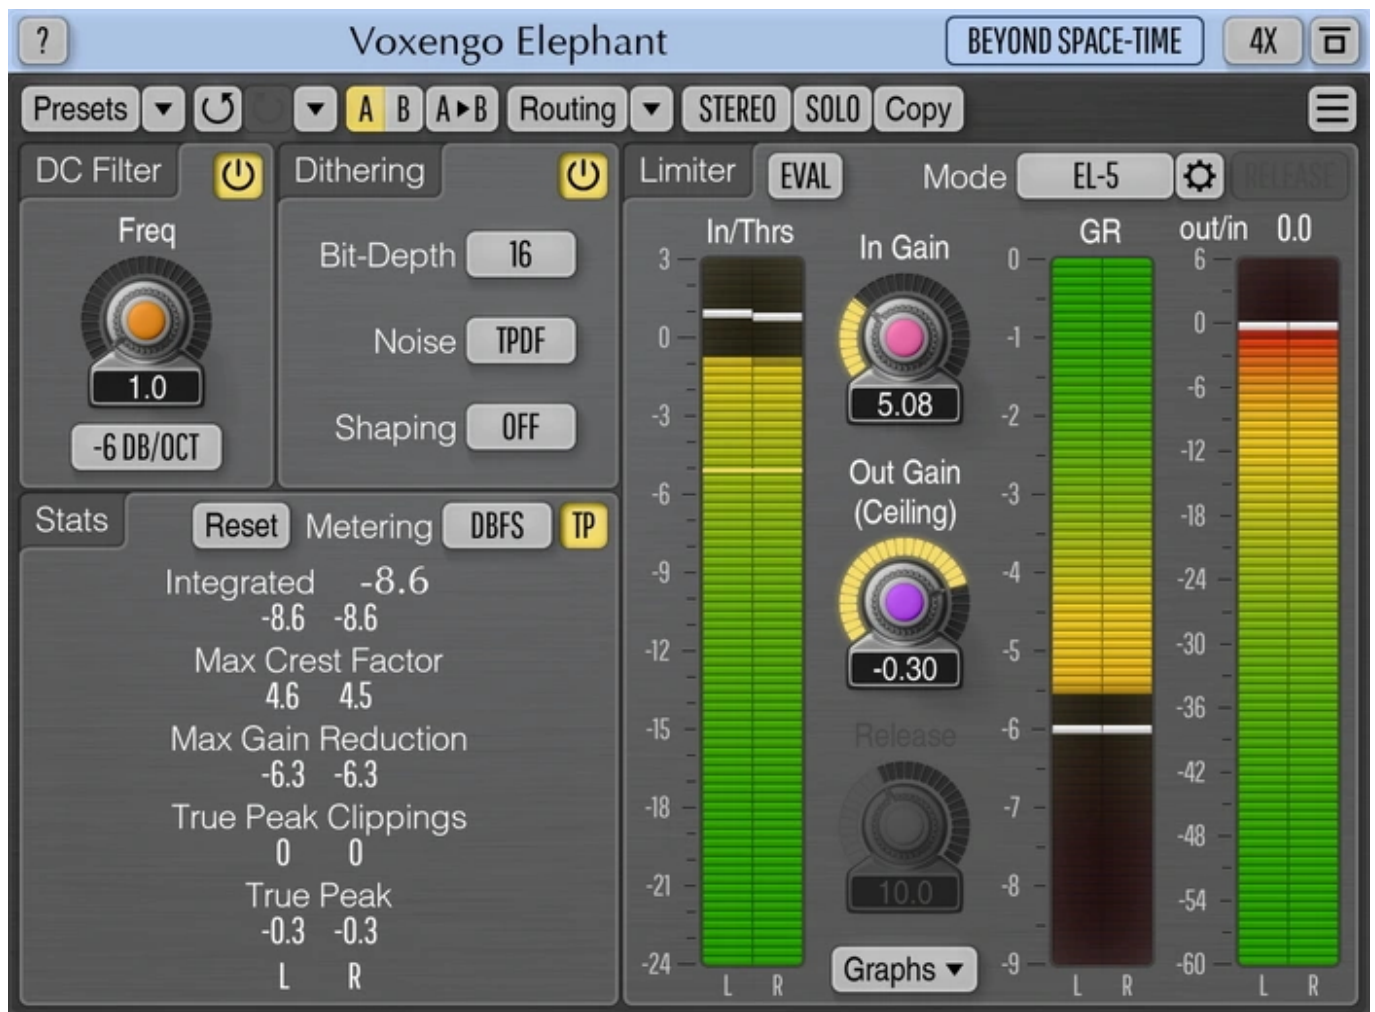 ? Voxengo Elephant BEYOND SPACE-TIME 4X
Presets A B A▸B Routing STEREO SOLO Copy
DC Filter
Freq
1.0
-6 DB/OCT
Dithering
Bit-Depth 16
Noise TPDF
Shaping OFF
Stats Reset Metering DBFS TP
Integrated -8.6
-8.6 -8.6
Max Crest Factor
4.6 4.5
Max Gain Reduction
-6.3 -6.3
True Peak Clippings
0 0
True Peak
-0.3 -0.3
L R
Limiter EVAL Mode EL-5 RELEASE
In/Thrs
3
0
-3
-6
-9
-12
-15
-18
-21
-24
L R
In Gain
5.08
Out Gain
(Ceiling)
-0.30
Release
10.0
Graphs
GR
0
-1
-2
-3
-4
-5
-6
-7
-8
-9
L R
out/in 0.0
6
0
-6
-12
-18
-24
-30
-36
-42
-48
-54
-60
L R